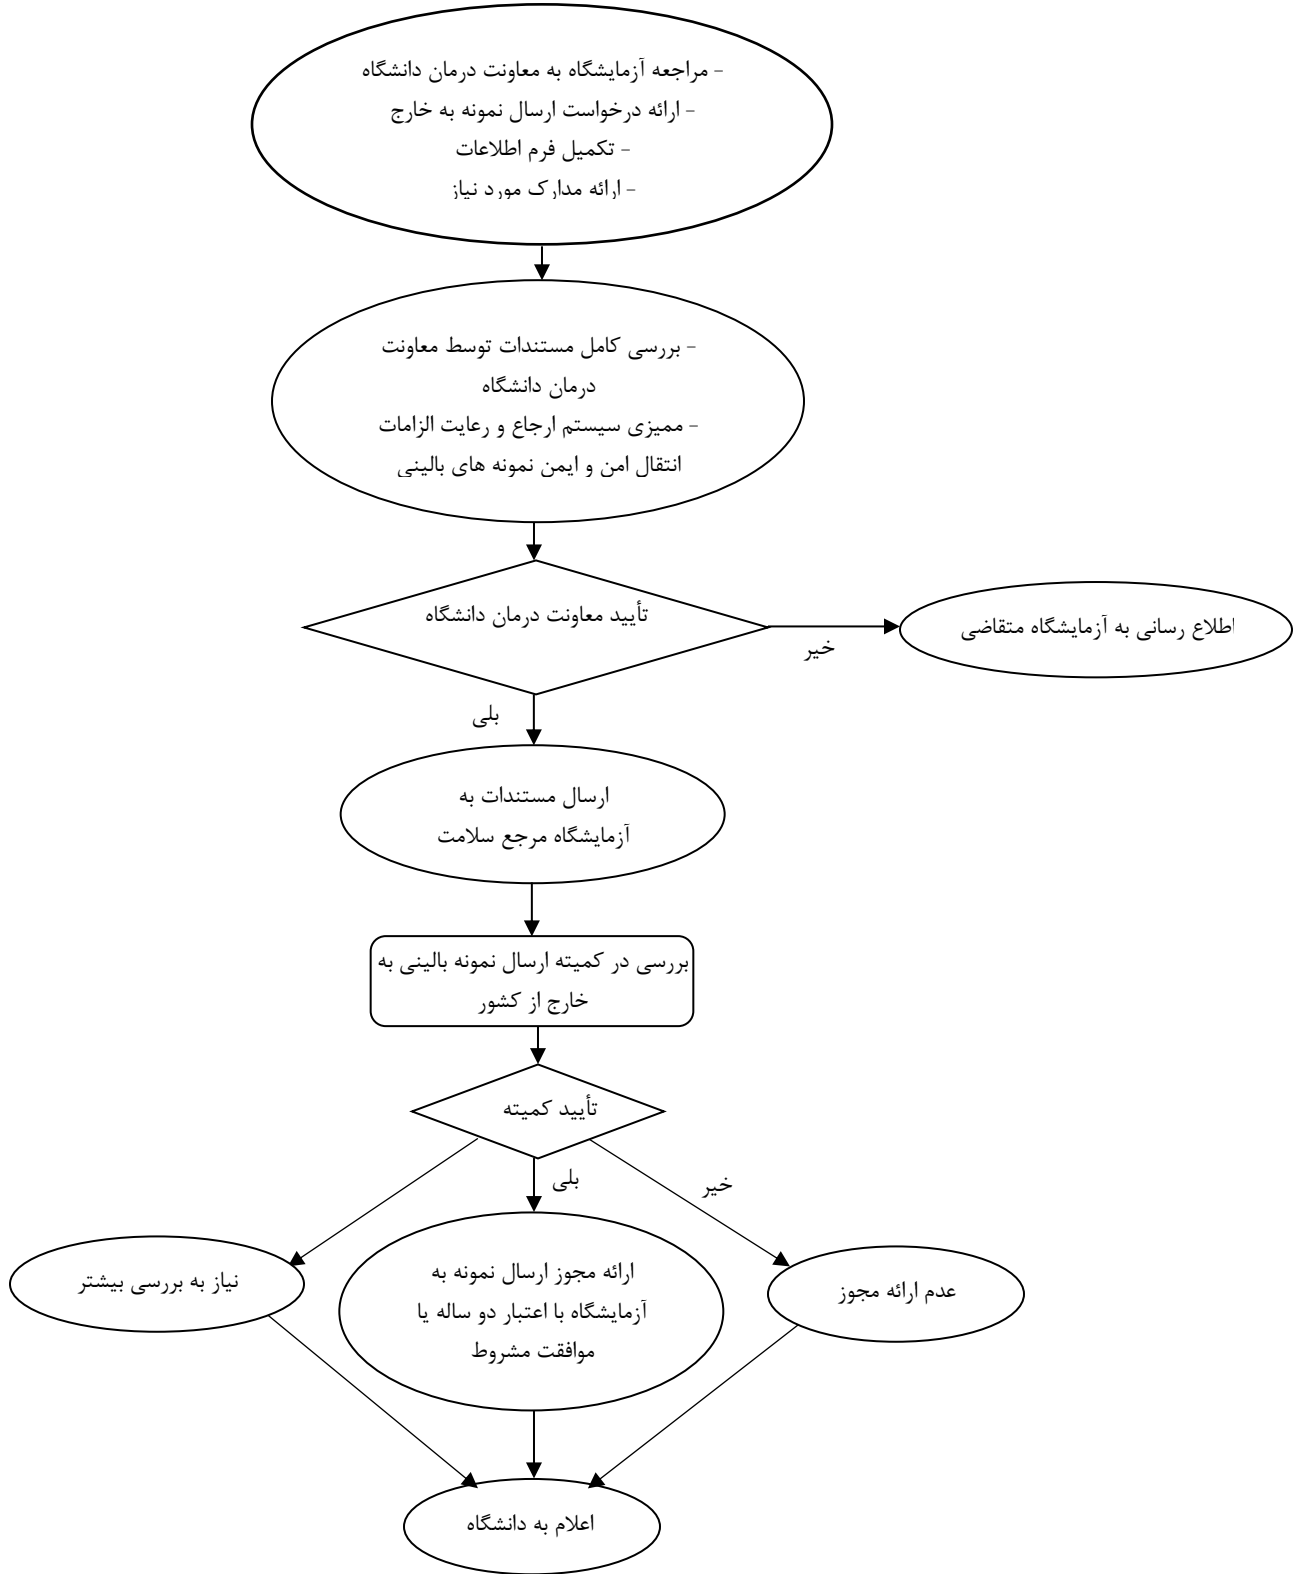 - مراجعه آزمایشگاه به معاونت درمان دانشگاه
- ارائه درخواست ارسال نمونه به خارج
- تکمیل فرم اطلاعات
- ارائه مدارک مورد نیاز
- بررسی کامل مستندات توسط معاونت
درمان دانشگاه
- ممیزی سیستم ارجاع و رعایت الزامات
انتقال امن و ایمن نمونه های بالینی
تأیید معاونت درمان دانشگاه
خیر
اطلاع رسانی به آزمایشگاه متقاضی
بلی
ارسال مستندات به
آزمایشگاه مرجع سلامت
بررسی در کمیته ارسال نمونه بالینی به
خارج از کشور
تأیید کمیته
خیر
بلی
عدم ارائه مجوز
ارائه مجوز ارسال نمونه به
آزمایشگاه با اعتبار دو ساله یا
موافقت مشروط
نیاز به بررسی بیشتر
اعلام به دانشگاه